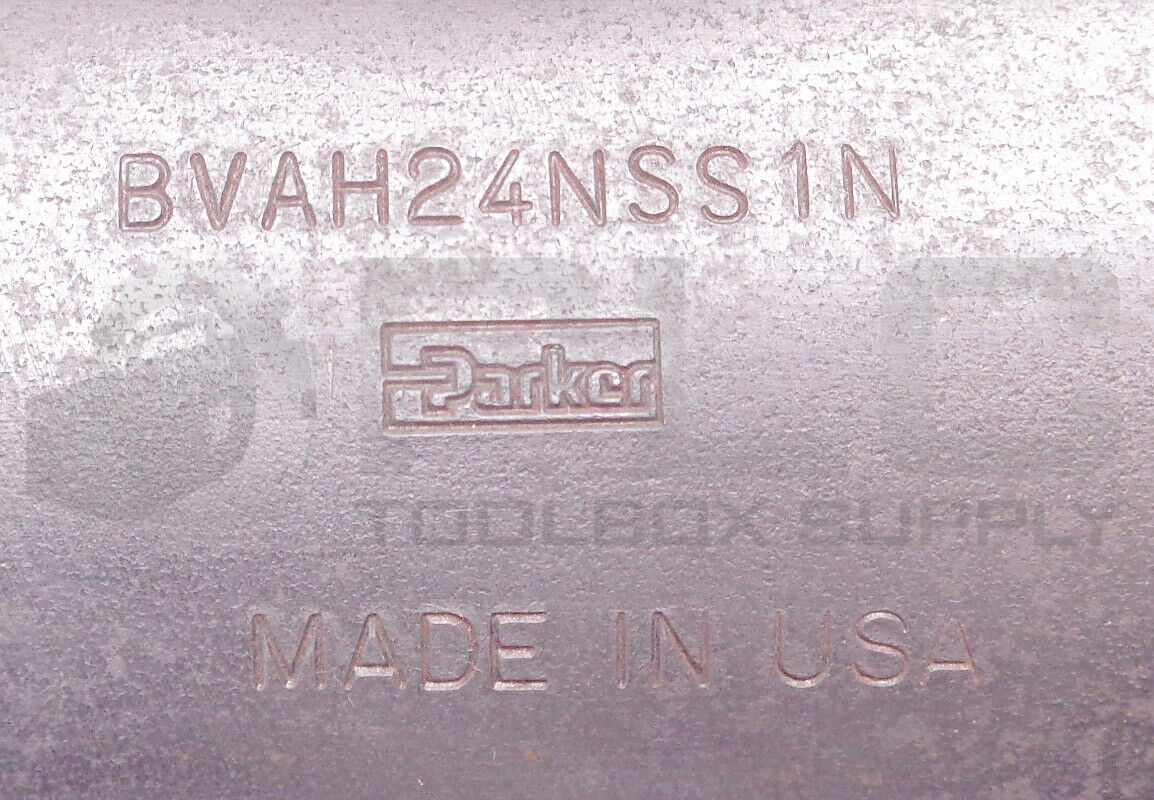 BVAH24NSS1N
Parker
TOOLBOX SUPPLY
MADE IN USA